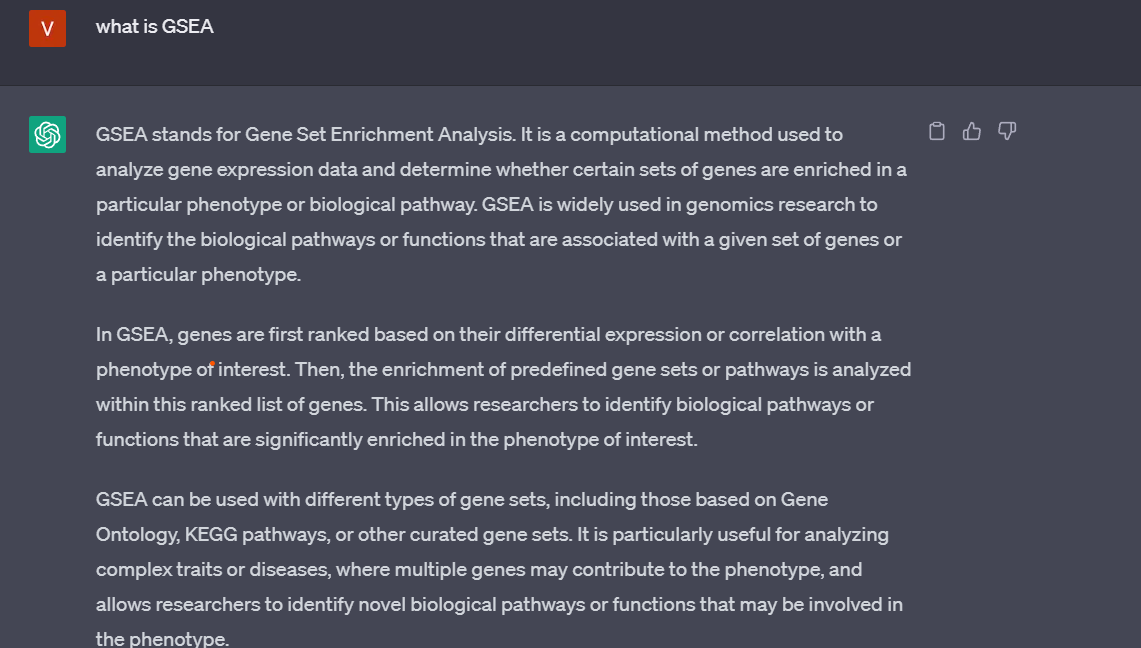 V
what is GSEA
GSEA stands for Gene Set Enrichment Analysis. It is a computational method used to
analyze gene expression data and determine whether certain sets of genes are enriched in a
particular phenotype or biological pathway. GSEA is widely used in genomics research to
identify the biological pathways or functions that are associated with a given set of genes or
a particular phenotype.
In GSEA, genes are first ranked based on their differential expression or correlation with a
phenotype of interest. Then, the enrichment of predefined gene sets or pathways is analyzed
within this ranked list of genes. This allows researchers to identify biological pathways or
functions that are significantly enriched in the phenotype of interest.
GSEA can be used with different types of gene sets, including those based on Gene
Ontology, KEGG pathways, or other curated gene sets. It is particularly useful for analyzing
complex traits or diseases, where multiple genes may contribute to the phenotype, and
allows researchers to identify novel biological pathways or functions that may be involved in
the phenotype.